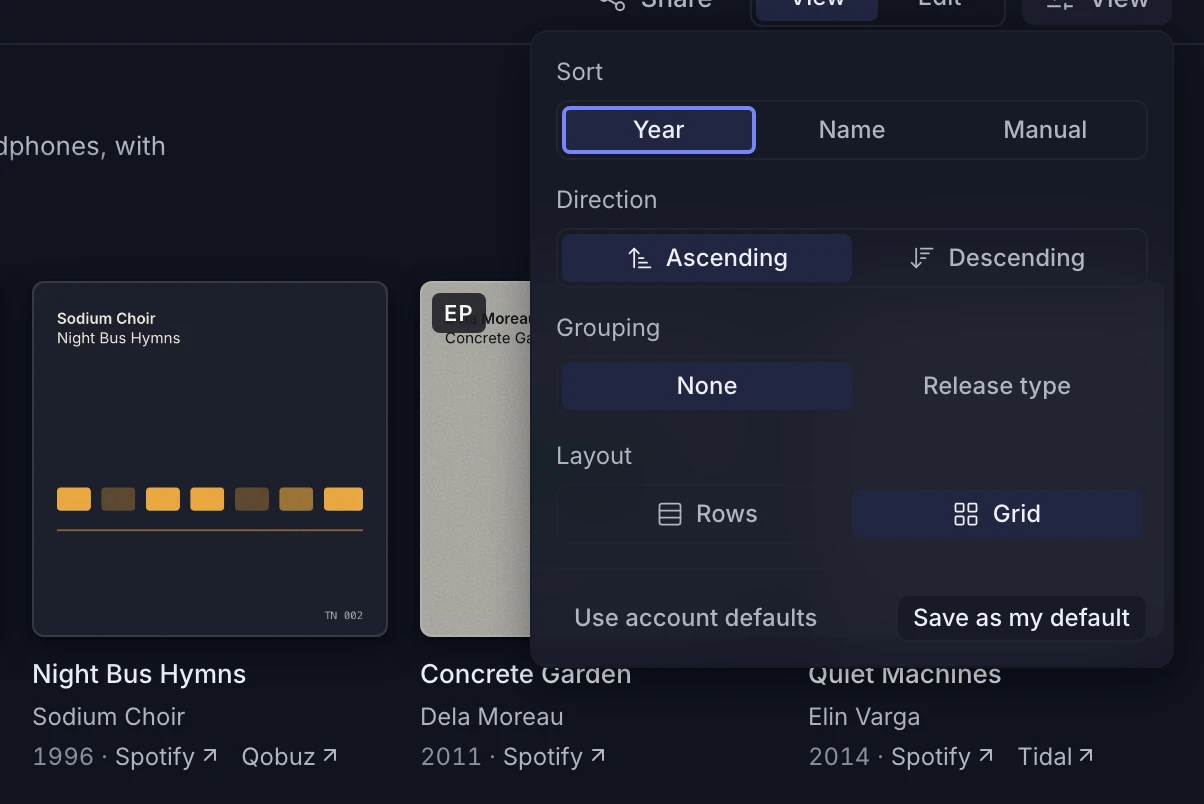 Share View Edit View
Sort
Year Name Manual
dphones, with
Direction
Ascending Descending
Grouping
None Release type
Layout
Rows Grid
Use account defaults Save as my default
Sodium Choir
Night Bus Hymns
TN 002
EP
Moreau
Concrete Ga
Night Bus Hymns
Sodium Choir
1996 · Spotify Qobuz
Concrete Garden
Dela Moreau
2011 · Spotify
Quiet Machines
Elin Varga
2014 · Spotify Tidal